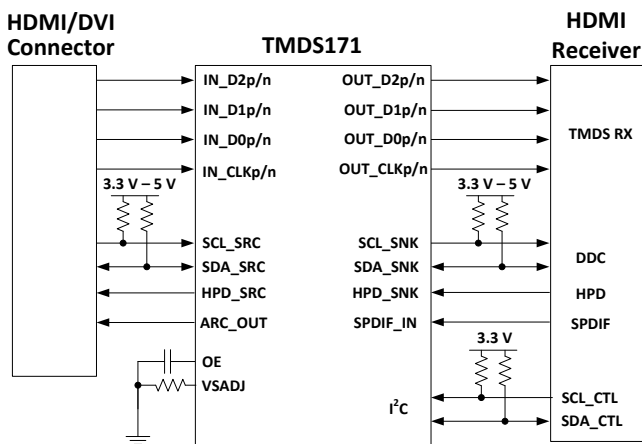 HDMI/DVI
Connector
TMDS171
HDMI
Receiver
IN_D2p/n
OUT_D2p/n
IN_D1p/n
OUT_D1p/n
IN_D0p/n
OUT_D0p/n
TMDS RX
IN_CLKp/n
OUT_CLKp/n
3.3 V – 5 V
3.3 V – 5 V
SCL_SRC
SCL_SNK
SDA_SRC
SDA_SNK
DDC
HPD_SRC
HPD_SNK
HPD
ARC_OUT
SPDIF_IN
SPDIF
3.3 V
OE
VSADJ
I²C
SCL_CTL
SDA_CTL